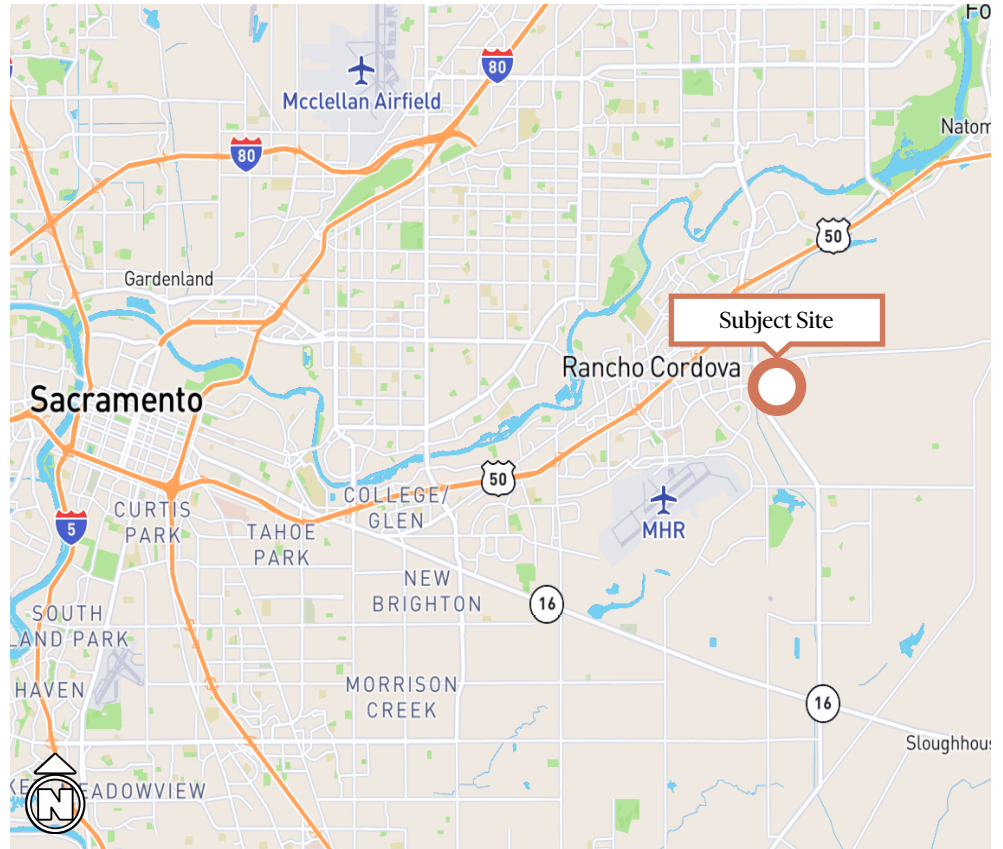 Fo
80
Mcclellan Airfield
Natom
80
50
Gardenland
Subject Site
Rancho Cordova
Sacramento
50
COLLEGE/
GLEN
CURTIS
PARK
5
TAHOE
PARK
MHR
NEW
BRIGHTON
16
SOUTH
LAND PARK
HAVEN
MORRISON
CREEK
16
Sloughhous
KE
EADOWVIEW
N